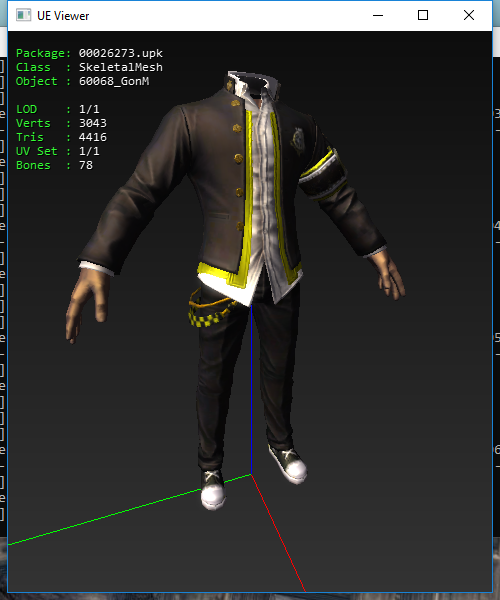 UE Viewer
Package: 00026273.upk
Class : SkeletalMesh
Object : 60068_GonM
LOD : 1/1
Verts : 3043
Tris : 4416
UV Set : 1/1
Bones : 78